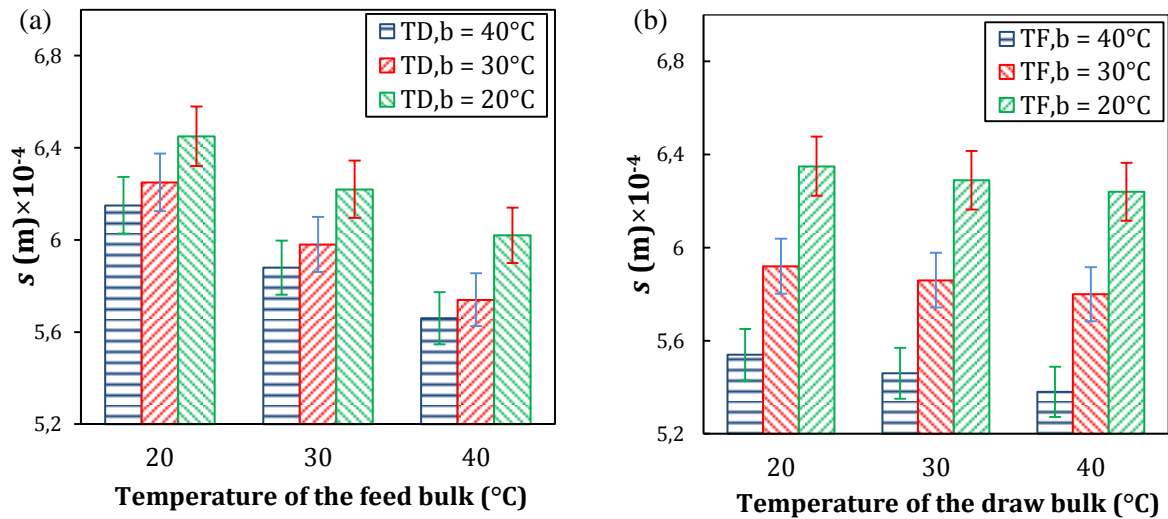 (a)
TD,b = 40°C
TD,b = 30°C
TD,b = 20°C
6,8
6,4
6
5,6
5,2
s (m)×10-4
20 30 40
Temperature of the feed bulk (°C)
(b)
TF,b = 40°C
TF,b = 30°C
TF,b = 20°C
6,8
6,4
6
5,6
5,2
s (m)×10-4
20 30 40
Temperature of the draw bulk (°C)